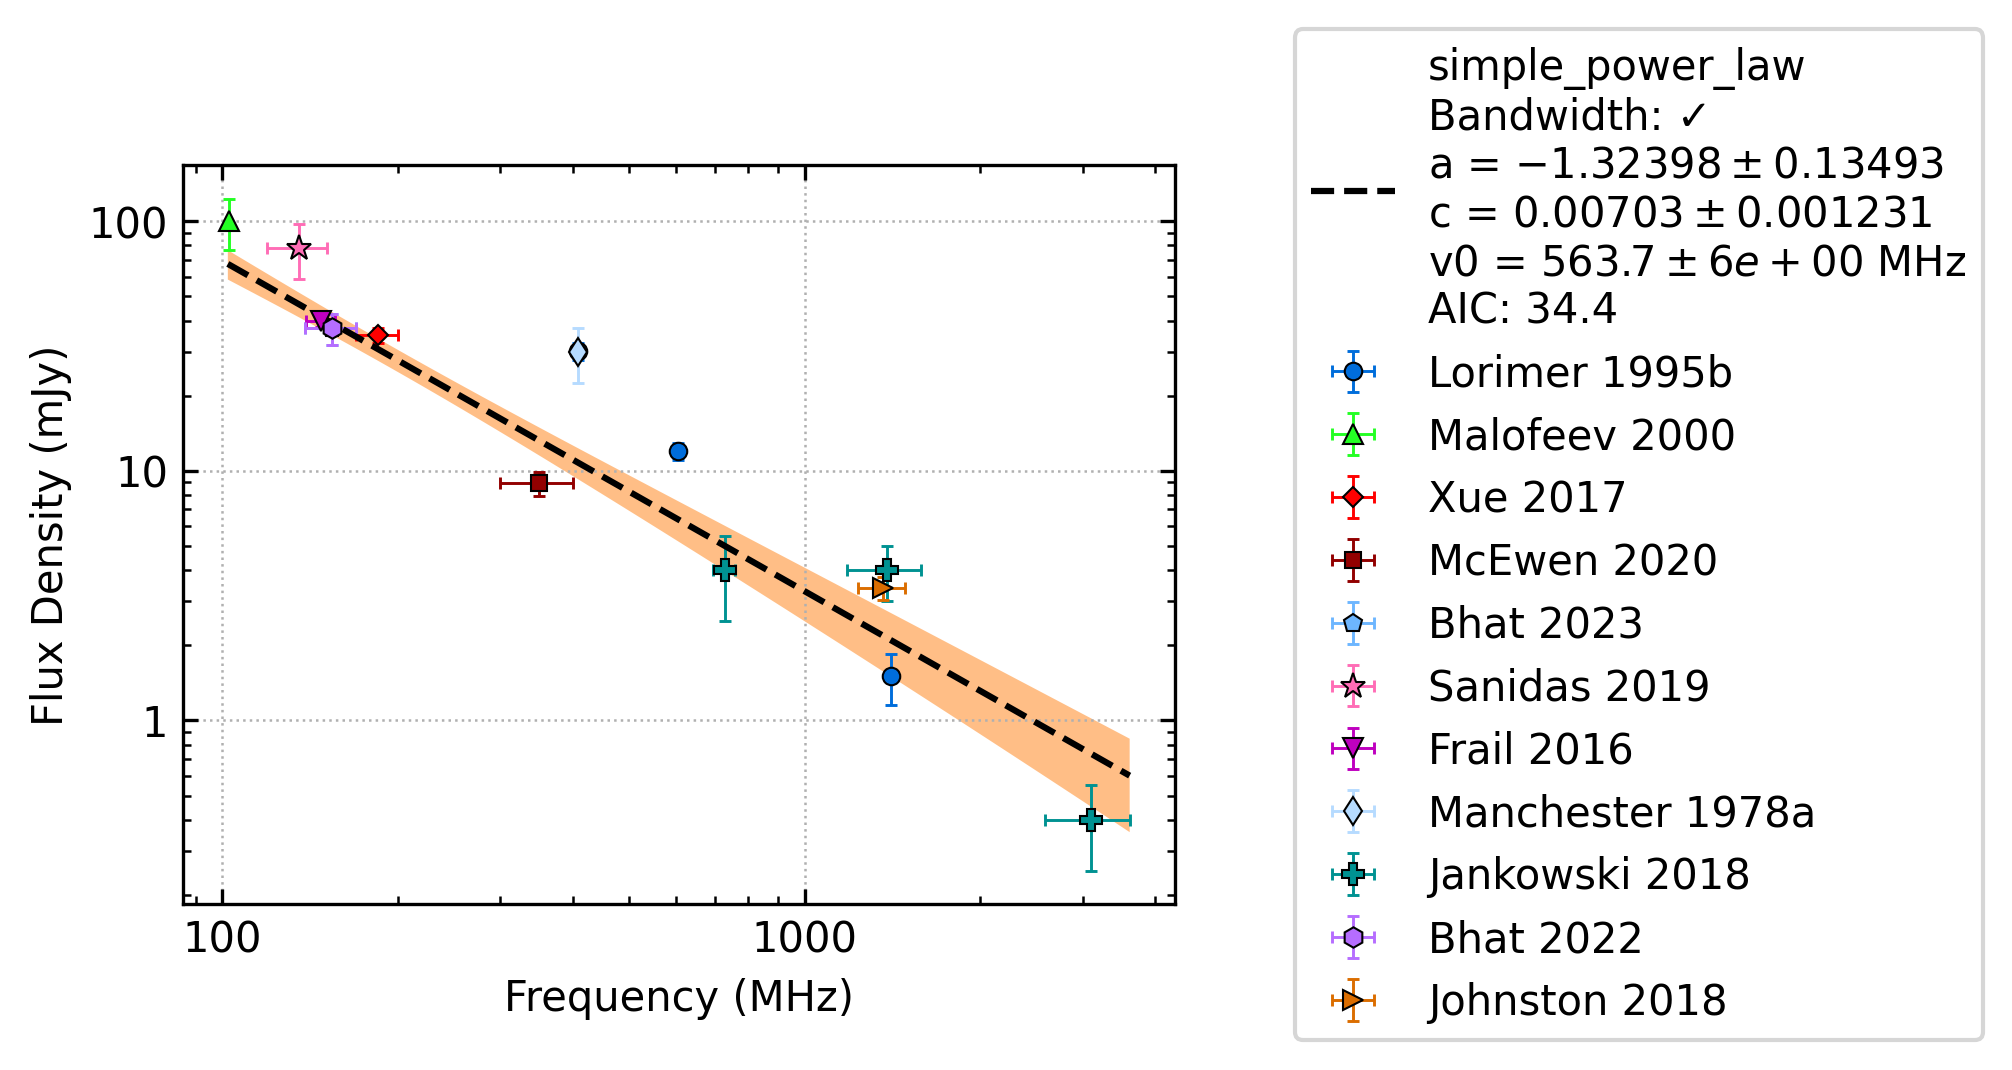 simple_power_law
Bandwidth: ✓
a = −1.32398 ± 0.13493
c = 0.00703 ± 0.001231
v0 = 563.7 ± 6e + 00 MHz
AIC: 34.4
Lorimer 1995b
Malofeev 2000
Xue 2017
McEwen 2020
Bhat 2023
Sanidas 2019
Frail 2016
Manchester 1978a
Jankowski 2018
Bhat 2022
Johnston 2018
Flux Density (mJy)
100
10
1
100
1000
Frequency (MHz)